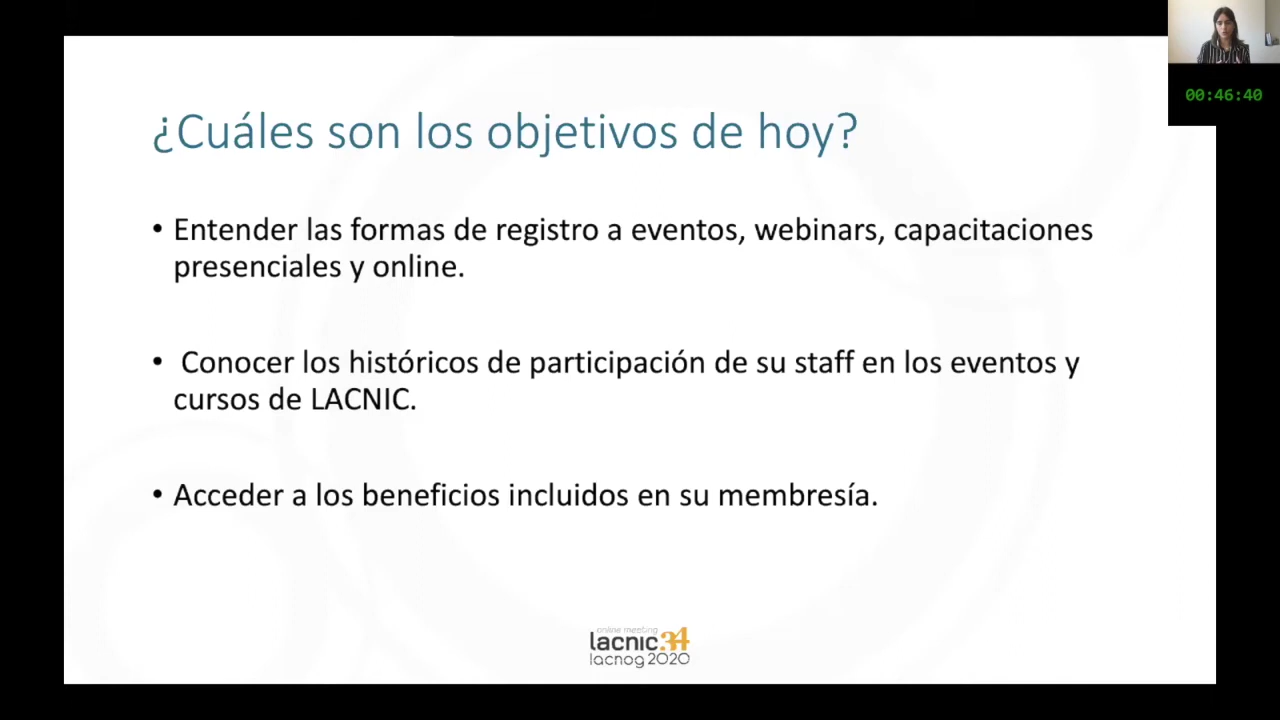 00:46:40
¿Cuáles son los objetivos de hoy?
• Entender las formas de registro a eventos, webinars, capacitaciones
presenciales y online.
• Conocer los históricos de participación de su staff en los eventos y
cursos de LACNIC.
• Acceder a los beneficios incluidos en su membresía.
online meeting
lacnic34
lacnog2020